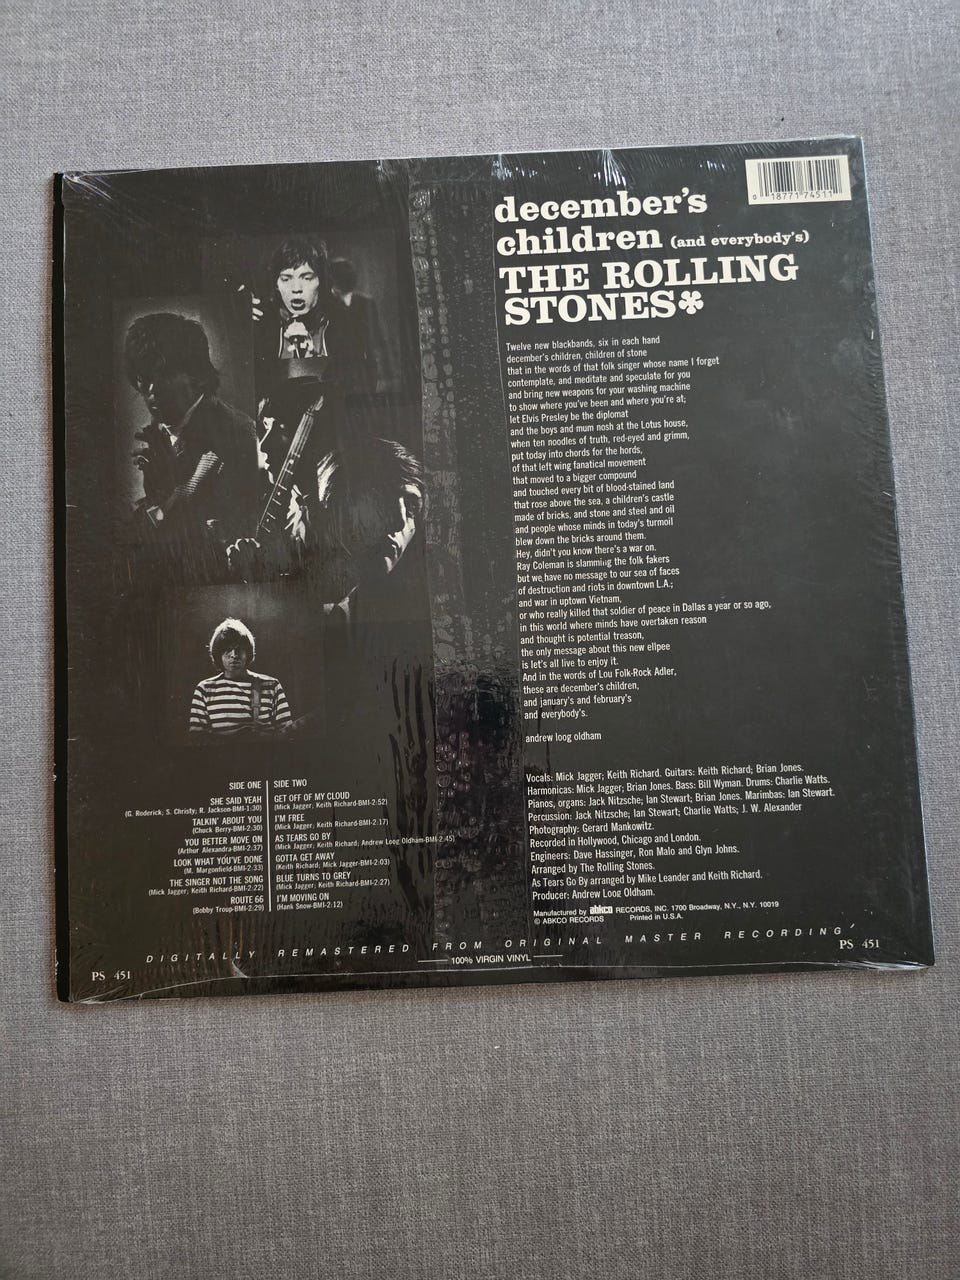 0 18771 74511
december's
children (and everybody's)
THE ROLLING
STONES
Twelve new blackbands, six in each hand
december's children, children of stone
that in the words of that folk singer whose name I forget
contemplate, and meditate and speculate for you
and bring new weapons for your washing machine
to show where you've been and where you're at;
let Elvis Presley be the diplomat
and the boys and mum nosh at the Lotus house,
when ten noodles of truth, red-eyed and grimm,
put today into chords for the hords,
of that left wing fanatical movement
that moved to a bigger compound
and touched every bit of blood-stained land
that rose above the sea, a children's castle
made of bricks, and stone and steel and oil
and people whose minds in today's turmoil
blew down the bricks around them.
Hey, didn't you know there's a war on.
Ray Coleman is slamming the folk fakers
but we have no message to our sea of faces
of destruction and riots in downtown L.A.;
and war in uptown Vietnam,
or who really killed that soldier of peace in Dallas a year or so ago,
in this world where minds have overtaken reason
and thought is potential treason,
the only message about this new ellpee
is let's all live to enjoy it.
And in the words of Lou Folk-Rock Adler,
these are december's children,
and january's and february's
and everybody's.
andrew loog oldham
SIDE ONE
SHE SAID YEAH
(G. Roderick; S. Christy; R. Jackson-BMI-1:30)
TALKIN' ABOUT YOU
(Chuck Berry-BMI-2:30)
YOU BETTER MOVE ON
(Arthur Alexandra-BMI-2:37)
LOOK WHAT YOU'VE DONE
(M. Margonfield-BMI-2:33)
THE SINGER NOT THE SONG
(Mick Jagger; Keith Richard-BMI-2:22)
ROUTE 66
(Bobby Troup-BMI-2:29)
SIDE TWO
GET OFF OF MY CLOUD
(Mick Jagger; Keith Richard-BMI-2:52)
I'M FREE
(Mick Jagger; Keith Richard-BMI-2:17)
AS TEARS GO BY
(Mick Jagger; Keith Richard; Andrew Loog Oldham-BMI-2:45)
GOTTA GET AWAY
(Keith Richard; Mick Jagger-BMI-2:03)
BLUE TURNS TO GREY
(Mick Jagger; Keith Richard-BMI-2:27)
I'M MOVING ON
(Hank Snow-BMI-2:12)
Vocals: Mick Jagger; Keith Richard. Guitars: Keith Richard; Brian Jones.
Harmonicas: Mick Jagger; Brian Jones. Bass: Bill Wyman. Drums: Charlie Watts.
Pianos, organs: Jack Nitzsche; Ian Stewart; Brian Jones. Marimbas: Ian Stewart.
Percussion: Jack Nitzsche; Ian Stewart; Charlie Watts; J. W. Alexander
Photography: Gerard Mankowitz.
Recorded in Hollywood, Chicago and London.
Engineers: Dave Hassinger, Ron Malo and Glyn Johns.
Arranged by The Rolling Stones.
As Tears Go By arranged by Mike Leander and Keith Richard.
Producer: Andrew Loog Oldham.
Manufactured by abkco RECORDS, INC. 1700 Broadway, N.Y., N.Y. 10019
© ABKCO RECORDS Printed in U.S.A.
DIGITALLY REMASTERED FROM ORIGINAL MASTER RECORDING
100% VIRGIN VINYL
PS 451
PS 451